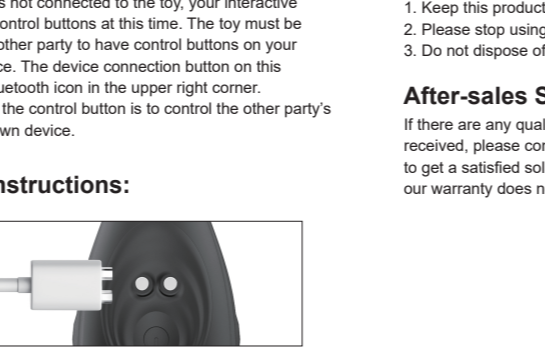 s not connected to the toy, your interactive
ontrol buttons at this time. The toy must be
other party to have control buttons on your
ce. The device connection button on this
uetooth icon in the upper right corner.
the control button is to control the other party's
wn device.
nstructions:
1. Keep this product
2. Please stop using
3. Do not dispose of
After-sales S
If there are any qual
received, please con
to get a satisfied sol
our warranty does n